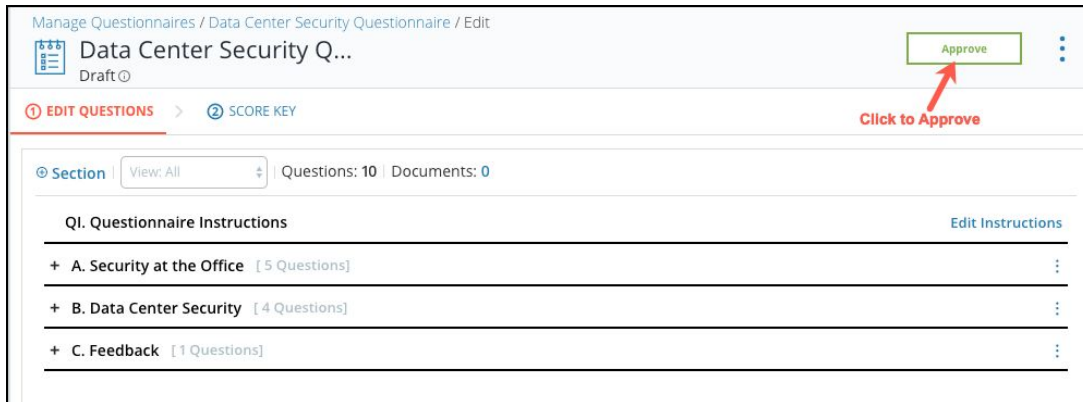 Manage Questionnaires / Data Center Security Questionnaire / Edit
Data Center Security Q...
Approve
Draft
1 EDIT QUESTIONS > 2 SCORE KEY
Click to Approve
Section View: All Questions: 10 Documents: 0
QI. Questionnaire Instructions Edit Instructions
+ A. Security at the Office [ 5 Questions]
+ B. Data Center Security [ 4 Questions]
+ C. Feedback [ 1 Questions]